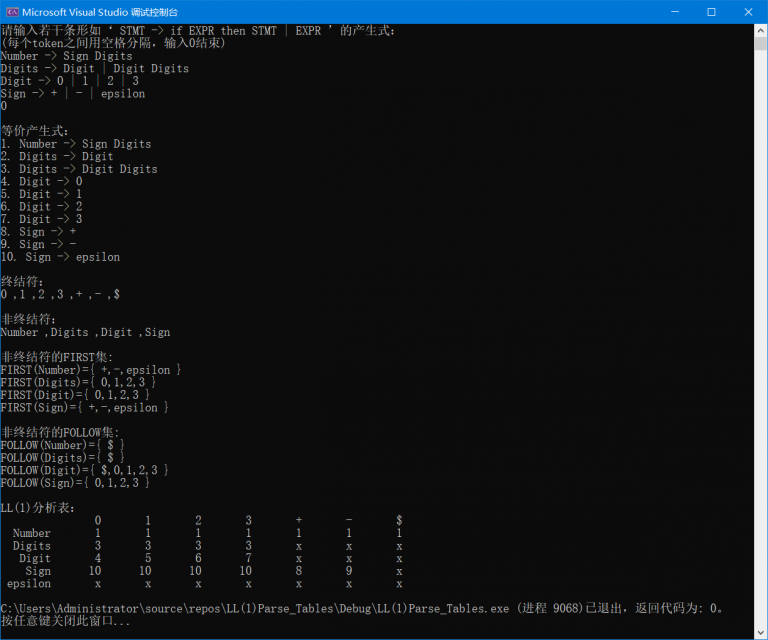 Microsoft Visual Studio 调试控制台
请输入若干条形如 ‘ STMT -> if EXPR then STMT | EXPR ’ 的产生式:
(每个token之间用空格分隔, 输入0结束)
Number -> Sign Digits
Digits -> Digit | Digit Digits
Digit -> 0 | 1 | 2 | 3
Sign -> + | - | epsilon
0
等价产生式:
1. Number -> Sign Digits
2. Digits -> Digit
3. Digits -> Digit Digits
4. Digit -> 0
5. Digit -> 1
6. Digit -> 2
7. Digit -> 3
8. Sign -> +
9. Sign -> -
10. Sign -> epsilon
终结符:
0 ,1 ,2 ,3 ,+ ,- ,$
非终结符:
Number ,Digits ,Digit ,Sign
非终结符的FIRST集:
FIRST(Number)={ +,-,epsilon }
FIRST(Digits)={ 0,1,2,3 }
FIRST(Digit)={ 0,1,2,3 }
FIRST(Sign)={ +,-,epsilon }
非终结符的FOLLOW集:
FOLLOW(Number)={ $ }
FOLLOW(Digits)={ $ }
FOLLOW(Digit)={ $,0,1,2,3 }
FOLLOW(Sign)={ 0,1,2,3 }
LL(1)分析表:
0 1 2 3 + - $
Number 1 1 1 1 1 1 1
Digits 3 3 3 3 x x x
Digit 4 5 6 7 x x x
Sign 10 10 10 10 8 9 x
epsilon x x x x x x x
C:\Users\Administrator\source\repos\LL(1)Parse_Tables\Debug\LL(1)Parse_Tables.exe (进程 9068)已退出, 返回代码为: 0。
按任意键关闭此窗口...